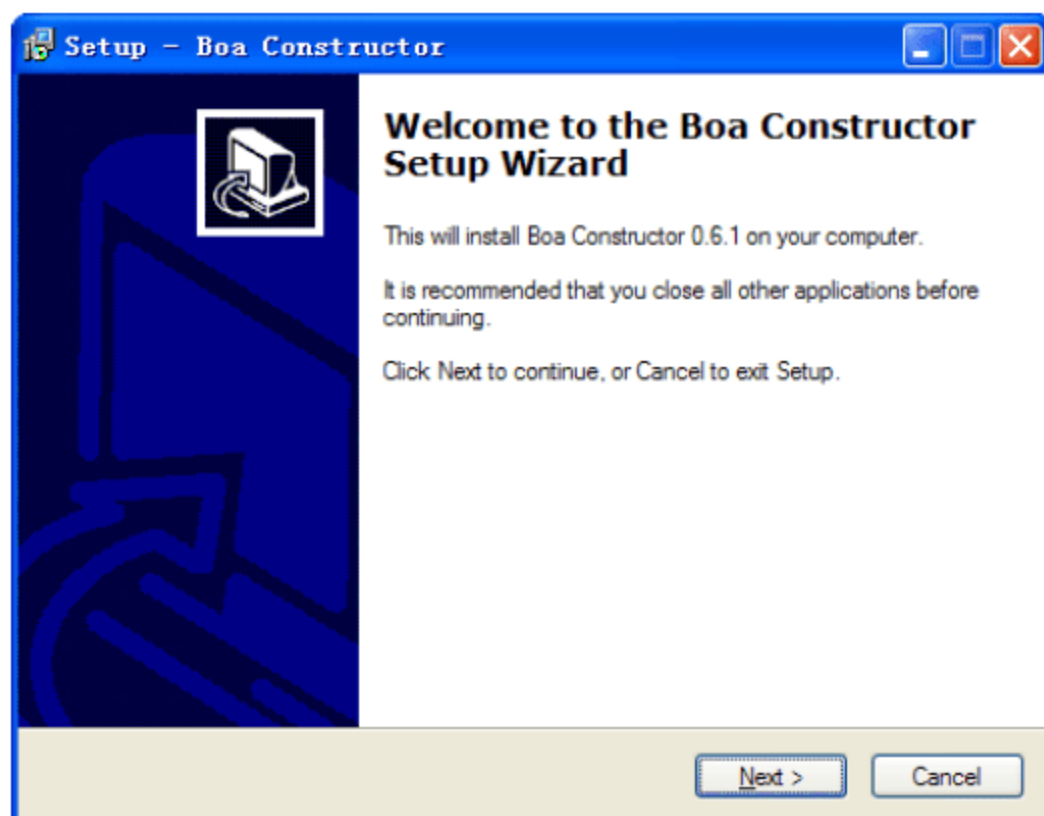 Setup - Boa Constructor
Welcome to the Boa Constructor
Setup Wizard
This will install Boa Constructor 0.6.1 on your computer.
It is recommended that you close all other applications before
continuing.
Click Next to continue, or Cancel to exit Setup.
Next >
Cancel